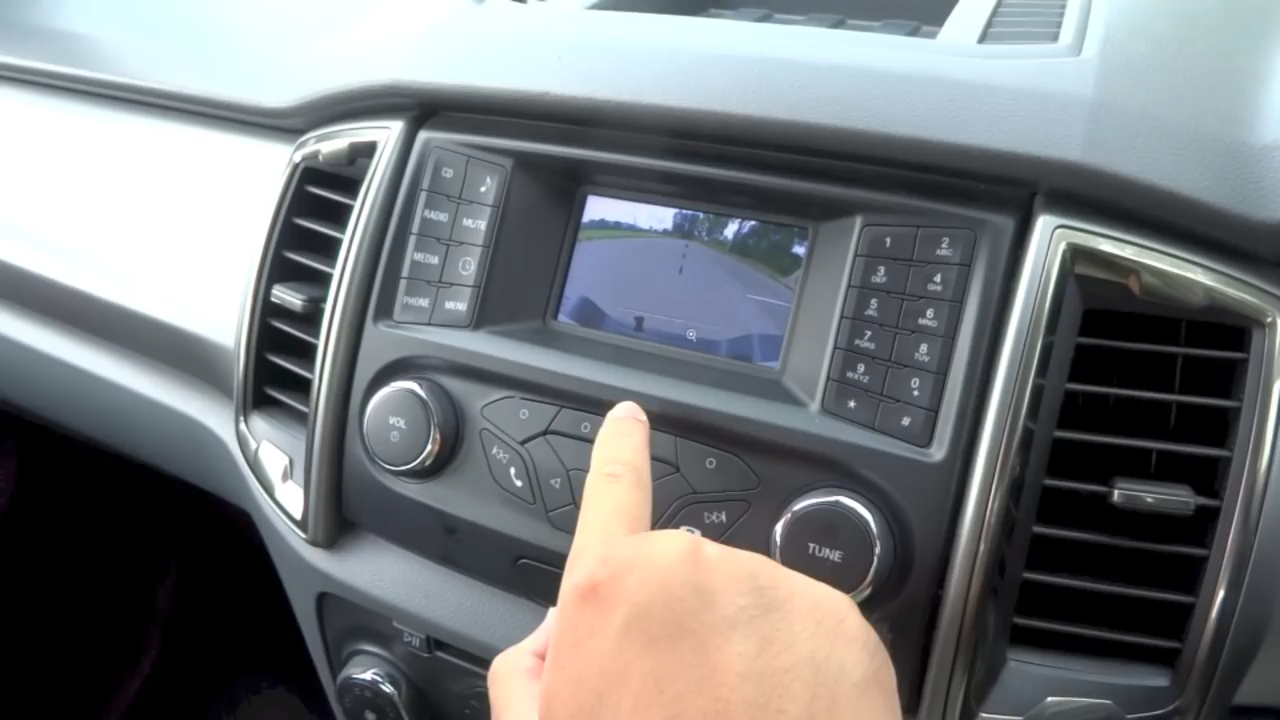 CD
RADIO
MUTE
MEDIA
PHONE
MENU
1
2
ABC
3
DEF
4
GHI
5
JKL
6
MNO
7
PQRS
8
TUV
9
WXYZ
0
+
*
#
VOL
TUNE